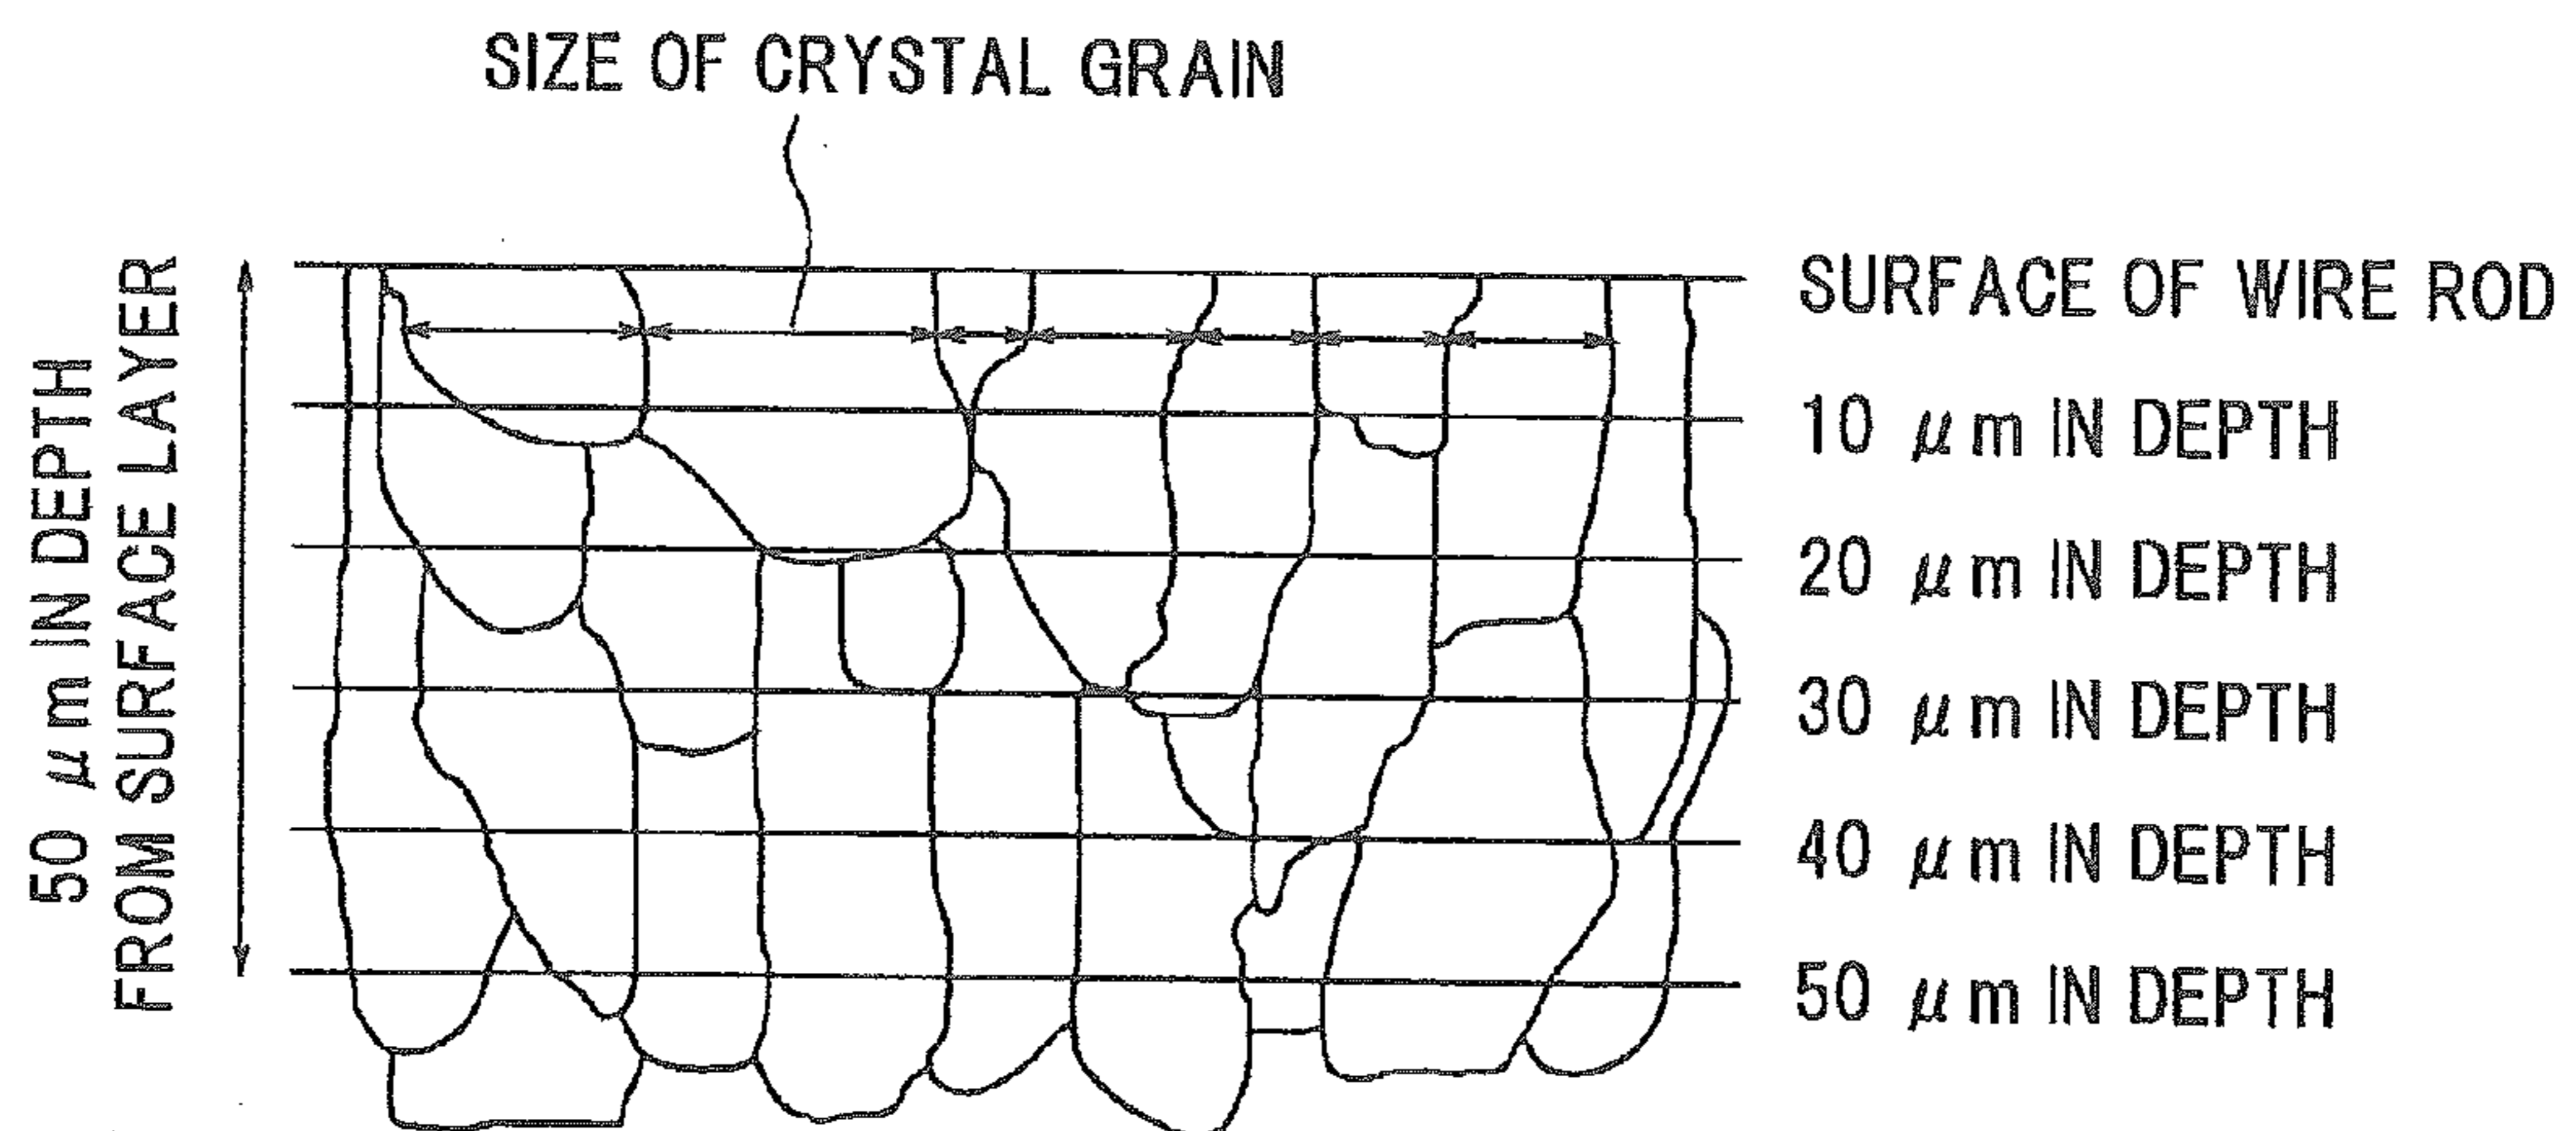 SIZE OF CRYSTAL GRAIN
50 μm IN DEPTH
FROM SURFACE LAYER
SURFACE OF WIRE ROD
10 μm IN DEPTH
20 μm IN DEPTH
30 μm IN DEPTH
40 μm IN DEPTH
50 μm IN DEPTH